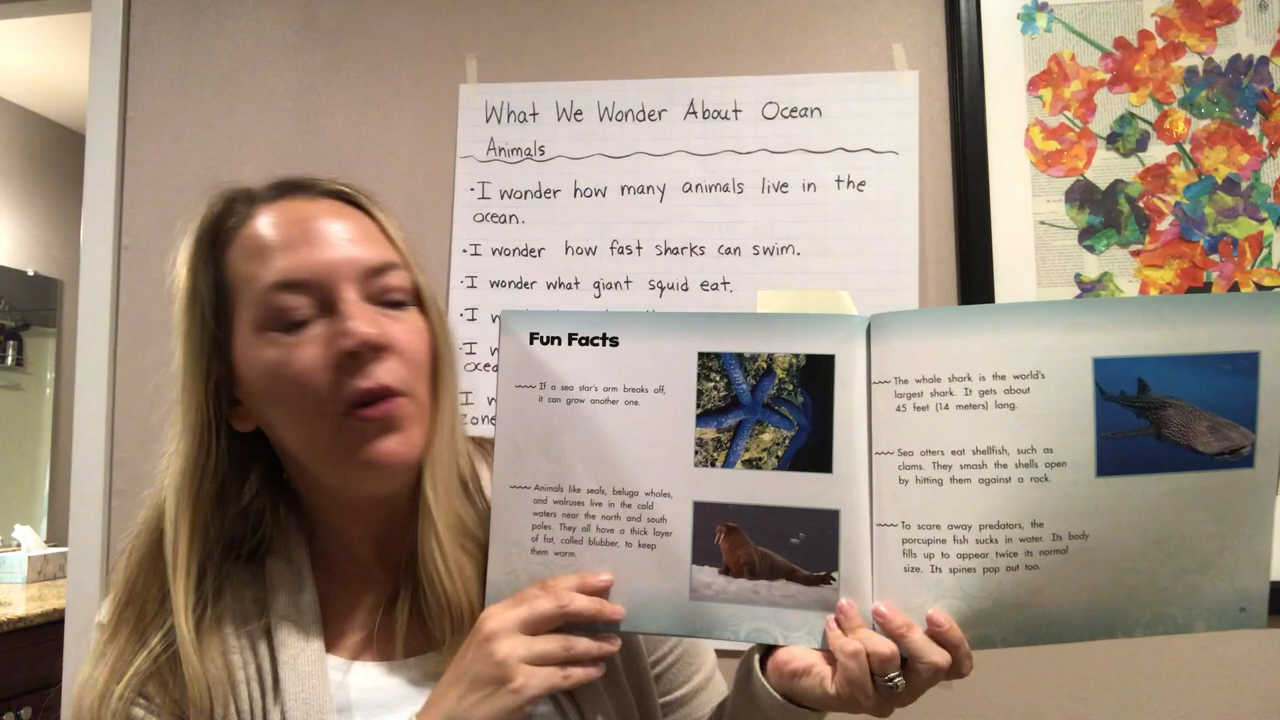 What We Wonder About Ocean
Animals
·I wonder how many animals live in the
ocean.
·I wonder how fast sharks can swim.
·I wonder what giant squid eat.
·I
·I
I
zone
Fun Facts
If a sea star's arm breaks off,
it can grow another one.
Animals like seals, beluga whales,
and walruses live in the cold
waters near the north and south
poles. They all have a thick layer
of fat, called blubber, to keep
them warm.
The whale shark is the world's
largest shark. It gets about
45 feet (14 meters) long.
Sea otters eat shellfish, such as
clams. They smash the shells open
by hitting them against a rock.
To scare away predators, the
porcupine fish sucks in water. Its body
fills up to appear twice its normal
size. Its spines pop out too.